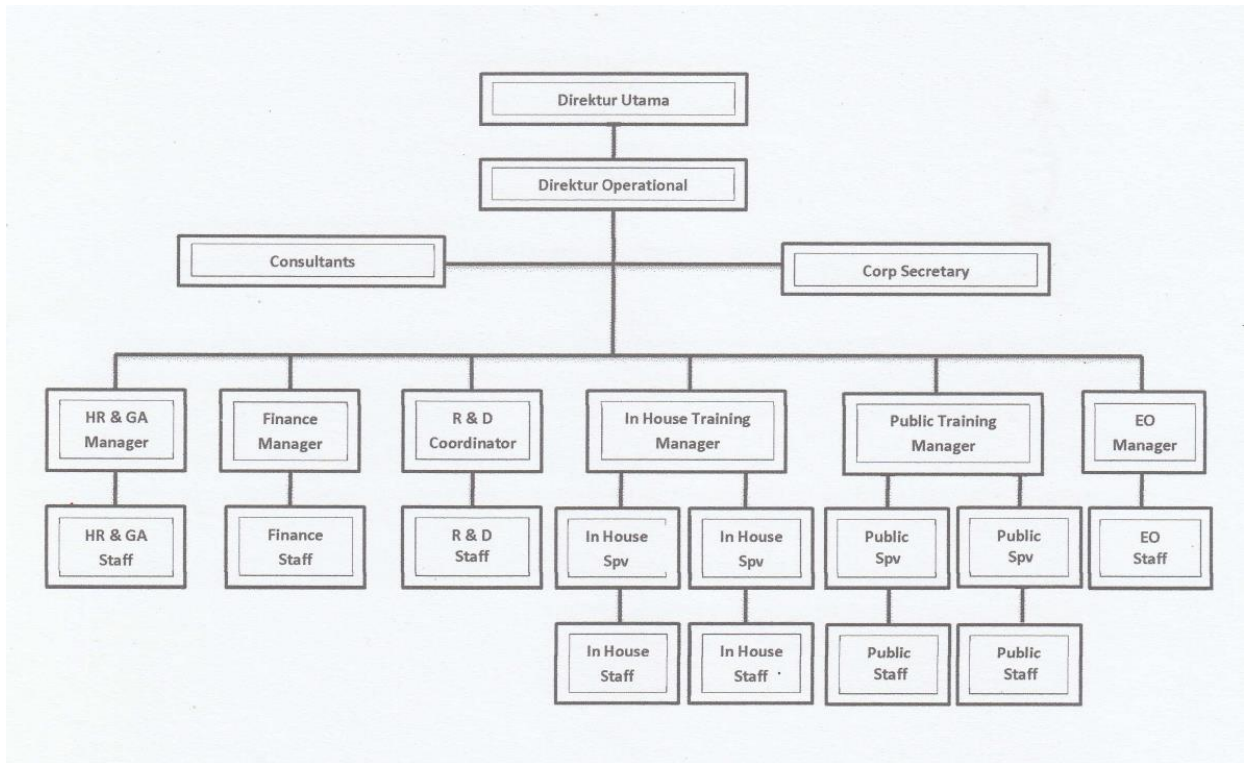 Direktur Utama
Direktur Operational
Consultants
Corp Secretary
HR & GA
Manager
Finance
Manager
R & D
Coordinator
In House Training
Manager
Public Training
Manager
EO
Manager
HR & GA
Staff
Finance
Staff
R & D
Staff
In House
Spv
In House
Spv
Public
Spv
Public
Spv
EO
Staff
In House
Staff
In House
Staff
Public
Staff
Public
Staff